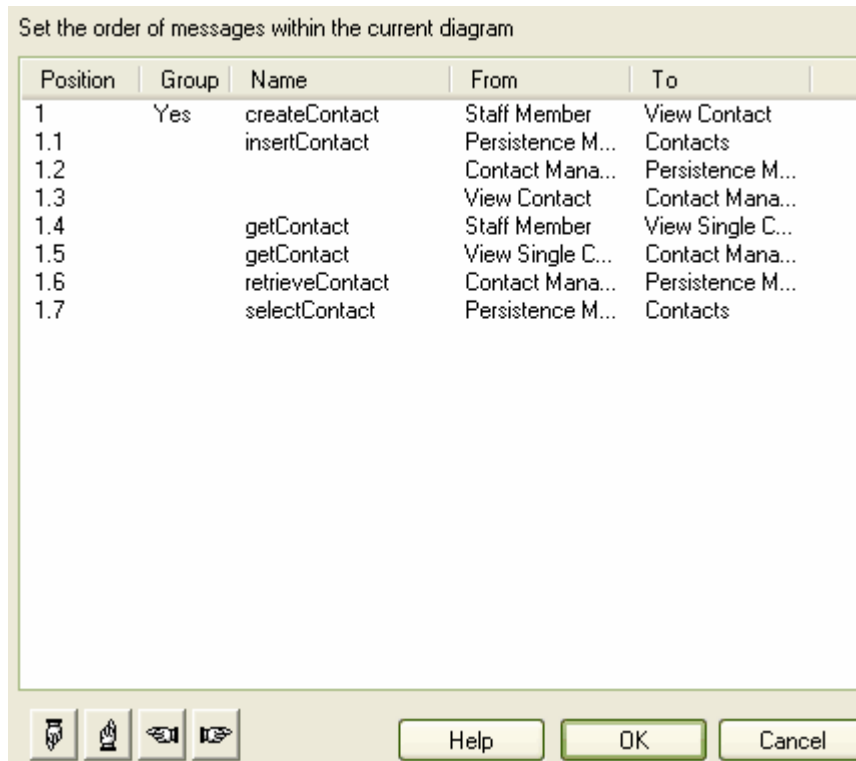 Set the order of messages within the current diagram
Position Group Name From To
1 Yes createContact Staff Member View Contact
1.1 insertContact Persistence M... Contacts
1.2 Contact Mana... Persistence M...
1.3 View Contact Contact Mana...
1.4 getContact Staff Member View Single C...
1.5 getContact View Single C... Contact Mana...
1.6 retrieveContact Contact Mana... Persistence M...
1.7 selectContact Persistence M... Contacts
Help OK Cancel